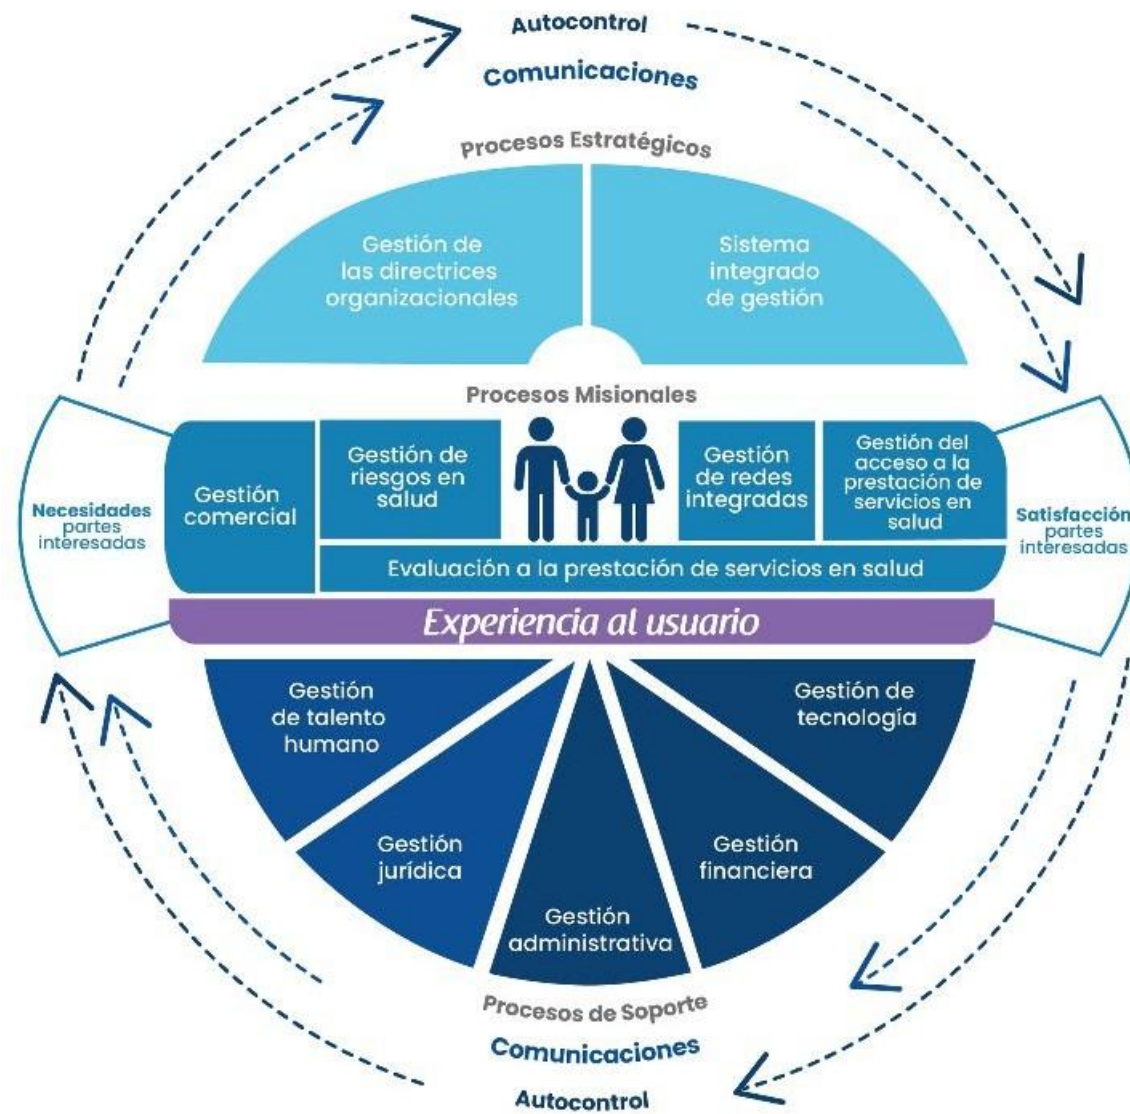 Autocontrol
Comunicaciones
Procesos Estratégicos
Gestión de
las directrices
organizacionales
Sistema
integrado
de gestión
Procesos Misionales
Necesidades
partes
interesadas
Gestión
comercial
Gestión de
riesgos en
salud
Gestión
de redes
integradas
Gestión del
acceso a la
prestación de
servicios en
salud
Evaluación a la prestación de servicios en salud
Satisfacción
partes
interesadas
Experiencia al usuario
Gestión
de talento
humano
Gestión
jurídica
Gestión
administrativa
Gestión
financiera
Gestión de
tecnología
Procesos de Soporte
Comunicaciones
Autocontrol